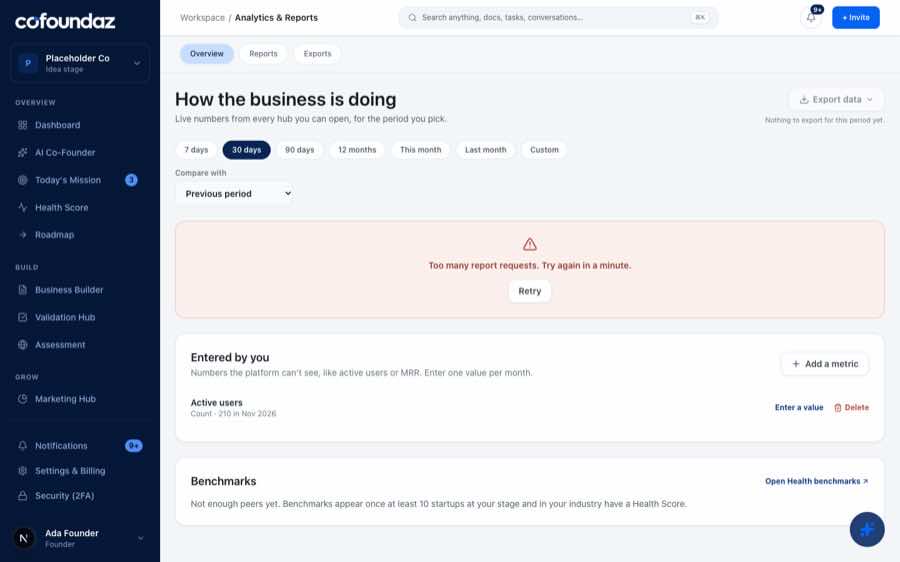 cofoundaz
P
Placeholder Co
Idea stage
OVERVIEW
Dashboard
AI Co-Founder
Today's Mission
3
Health Score
Roadmap
BUILD
Business Builder
Validation Hub
Assessment
GROW
Marketing Hub
Notifications
9+
Settings & Billing
Security (2FA)
N
Ada Founder
Founder
Workspace / Analytics & Reports
Search anything, docs, tasks, conversations...
⌘K
9+
+ Invite
Overview
Reports
Exports
How the business is doing
Live numbers from every hub you can open, for the period you pick.
Export data
Nothing to export for this period yet.
7 days
30 days
90 days
12 months
This month
Last month
Custom
Compare with
Previous period
Too many report requests. Try again in a minute.
Retry
Entered by you
Numbers the platform can't see, like active users or MRR. Enter one value per month.
+ Add a metric
Active users
Count · 210 in Nov 2026
Enter a value
Delete
Benchmarks
Open Health benchmarks ↗
Not enough peers yet. Benchmarks appear once at least 10 startups at your stage and in your industry have a Health Score.